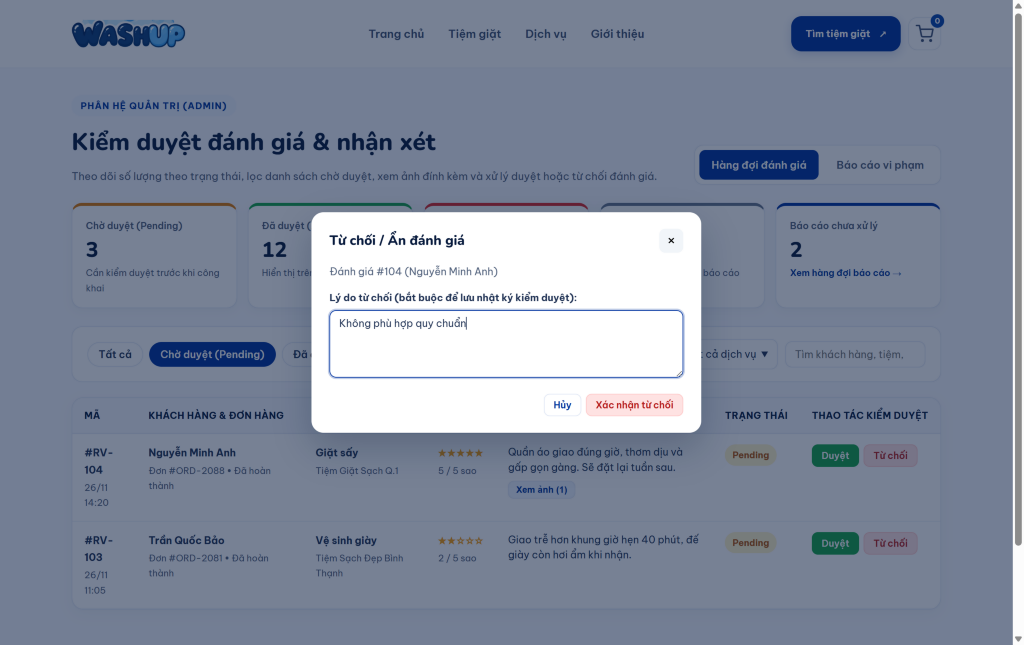 WASHUP
Trang chủ
Tiệm giặt
Dịch vụ
Giới thiệu
Tìm tiệm giặt ↗
0
PHÂN HỆ QUẢN TRỊ (ADMIN)
Kiểm duyệt đánh giá & nhận xét
Theo dõi số lượng theo trạng thái, lọc danh sách chờ duyệt, xem ảnh đính kèm và xử lý duyệt hoặc từ chối đánh giá.
Hàng đợi đánh giá
Báo cáo vi phạm
Chờ duyệt (Pending)
3
Cần kiểm duyệt trước khi công
khai
Đã duyệt (
12
Hiển thị trên
báo cáo
Báo cáo chưa xử lý
2
Xem hàng đợi báo cáo →
Từ chối / Ẩn đánh giá
×
Đánh giá #104 (Nguyễn Minh Anh)
Lý do từ chối (bắt buộc để lưu nhật ký kiểm duyệt):
Không phù hợp quy chuẩn
Hủy
Xác nhận từ chối
Tất cả
Chờ duyệt (Pending)
Đã
cả dịch vụ ▼
Tìm khách hàng, tiệm,
MÃ
KHÁCH HÀNG & ĐƠN HÀNG
TRẠNG THÁI
THAO TÁC KIỂM DUYỆT
#RV-
104
26/11
14:20
Nguyễn Minh Anh
Đơn #ORD-2088 • Đã hoàn
thành
Giặt sấy
Tiệm Giặt Sạch Q.1
★★★★★
5 / 5 sao
Quần áo giao đúng giờ, thơm dịu và
gấp gọn gàng. Sẽ đặt lại tuần sau.
Xem ảnh (1)
Pending
Duyệt
Từ chối
#RV-
103
26/11
11:05
Trần Quốc Bảo
Đơn #ORD-2081 • Đã hoàn
thành
Vệ sinh giày
Tiệm Sạch Đẹp Bình
Thạnh
★★☆☆☆
2 / 5 sao
Giao trễ hơn khung giờ hẹn 40 phút, đế
giày còn hơi ẩm khi nhận.
Pending
Duyệt
Từ chối